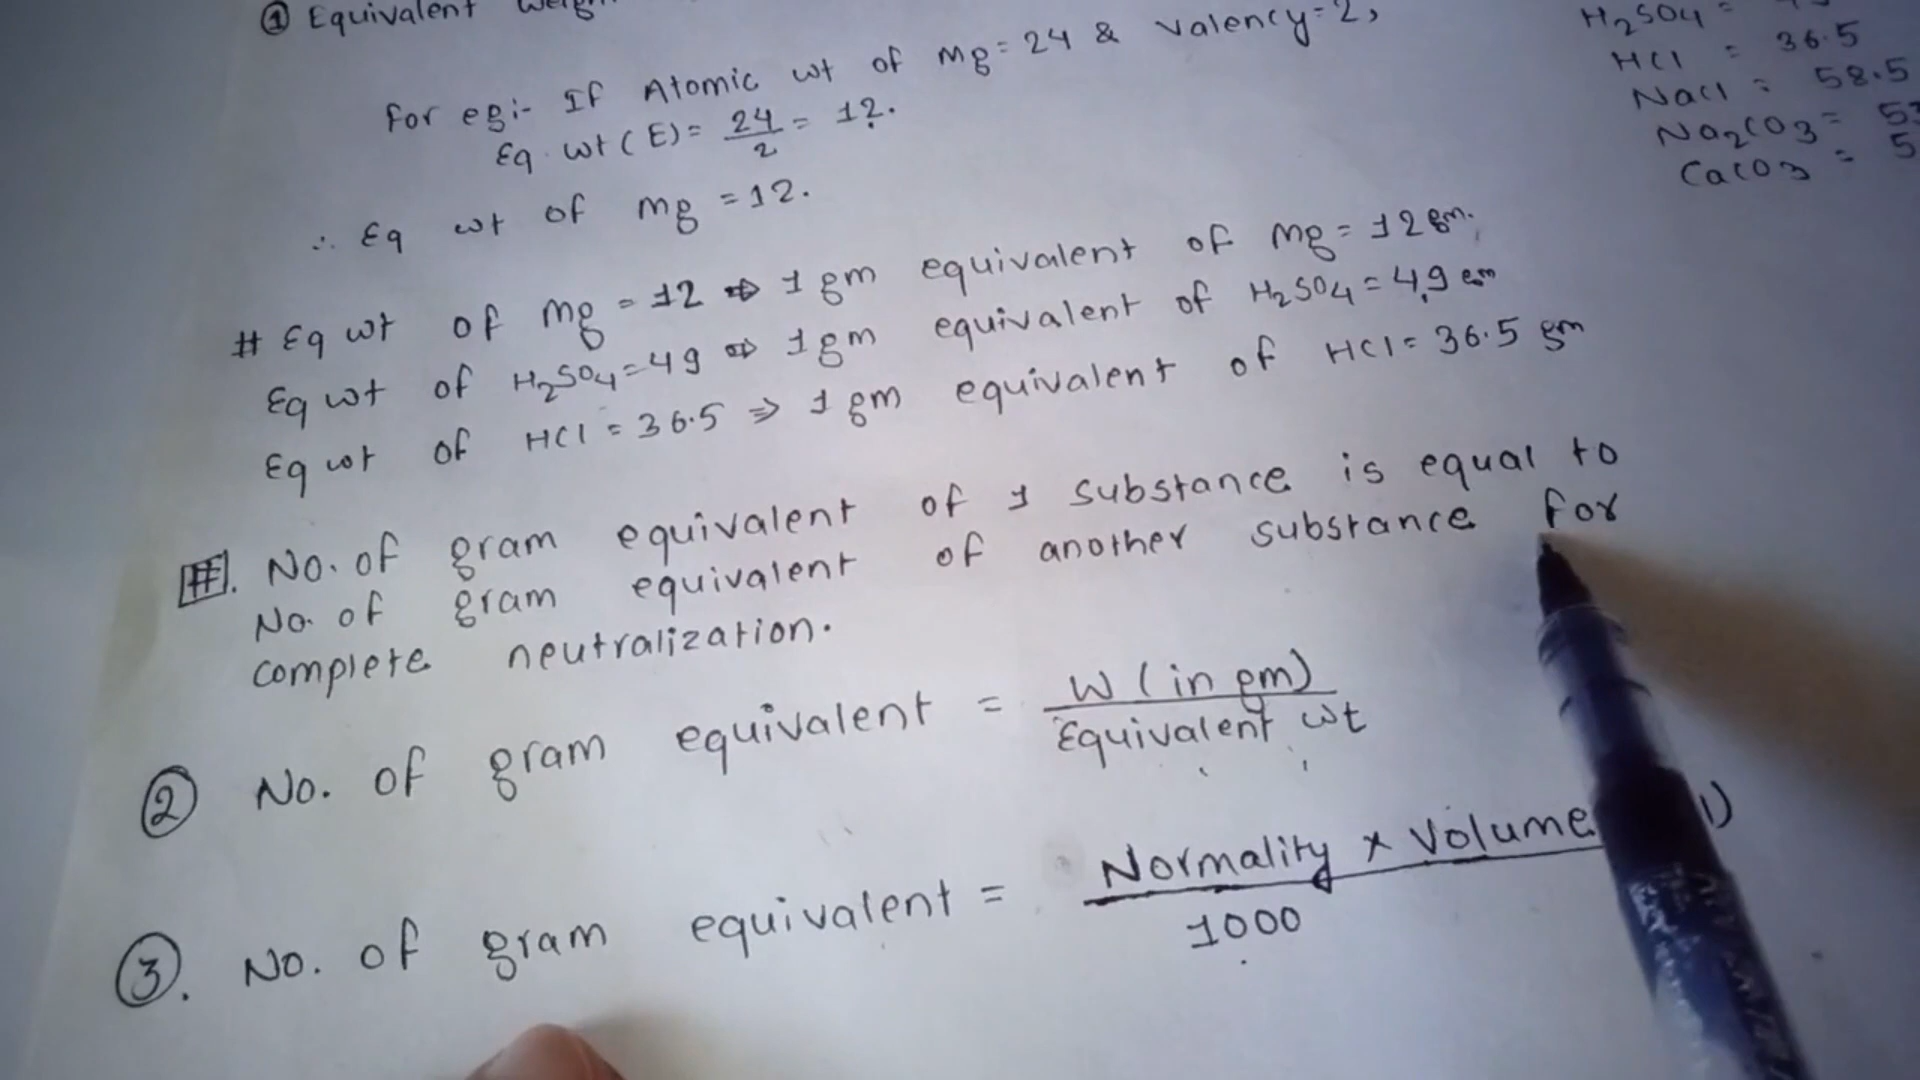 ① Equivalent
For eg:- If Atomic wt of Mg = 24 & Valency = 2,
Eq. wt (E) = 24/2 = 12.
∴ Eq wt of Mg = 12.
# Eq wt of Mg = 12 ⇒ 1 gm equivalent of Mg = 12 gm.
Eq wt of H2SO4 = 49 ⇒ 1 gm equivalent of H2SO4 = 49 gm
Eq wt of HCl = 36.5 ⇒ 1 gm equivalent of HCl = 36.5 gm
#. No. of gram equivalent of 1 substance is equal to
No. of gram equivalent of another substance for
complete neutralization.
② No. of gram equivalent = W (in gm) / Equivalent wt
③. No. of gram equivalent = Normality x Volume / 1000
H2SO4 =
HCl = 36.5
NaCl = 58.5
Na2CO3 = 53
CaCO3 = 5